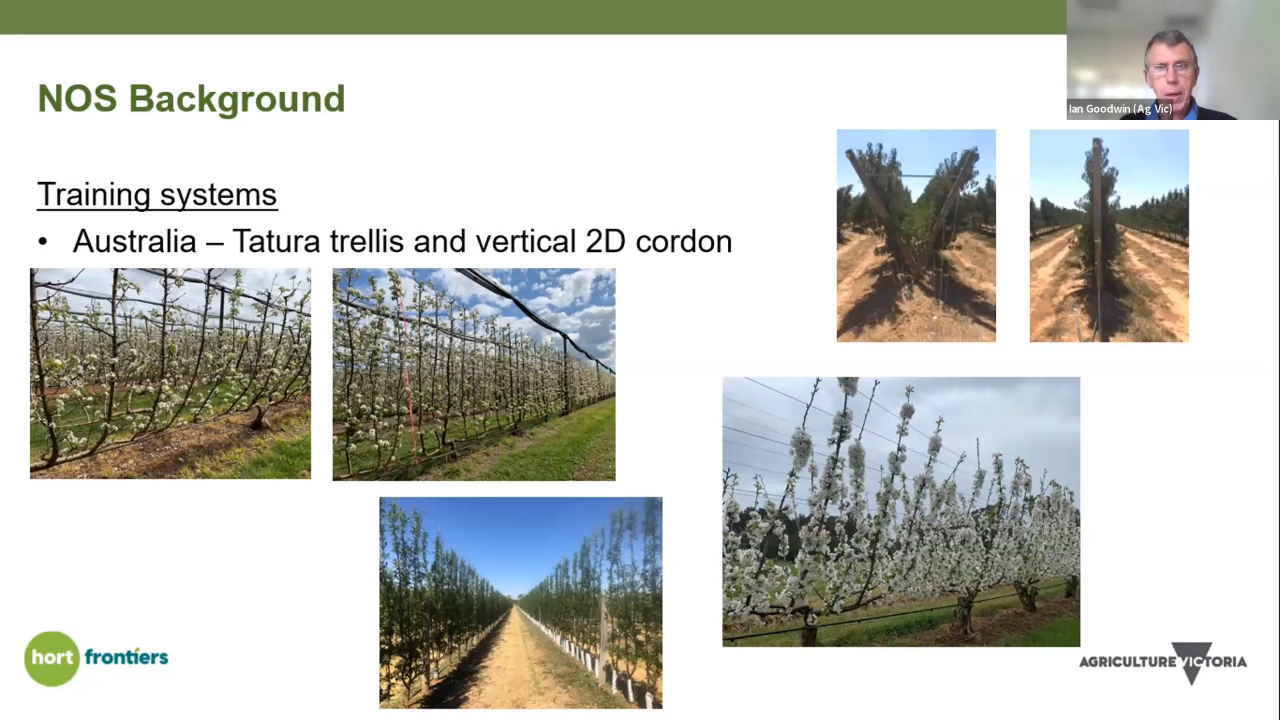 Ian Goodwin (Ag Vic)
NOS Background
Training systems
• Australia – Tatura trellis and vertical 2D cordon
hort frontiers
AGRICULTURE VICTORIA